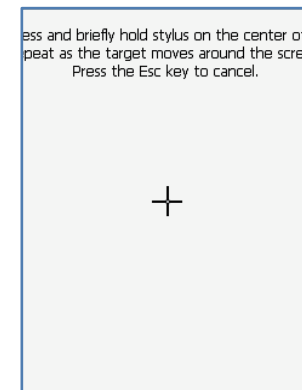 ess and briefly hold stylus on the center of
peat as the target moves around the scre
Press the Esc key to cancel.